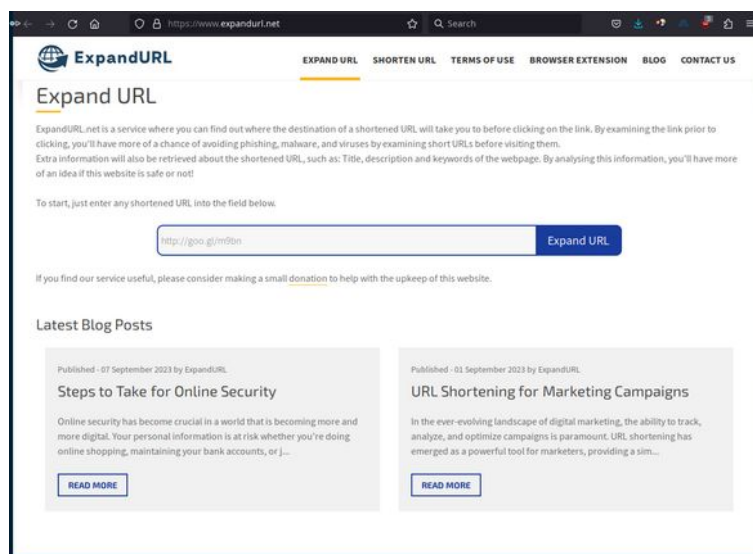 https://www.expandurl.net
Search
ExpandURL
EXPAND URL SHORTEN URL TERMS OF USE BROWSER EXTENSION BLOG CONTACT US
Expand URL
ExpandURL.net is a service where you can find out where the destination of a shortened URL will take you to before clicking on the link. By examining the link prior to
clicking, you'll have more of a chance of avoiding phishing, malware, and viruses by examining short URLs before visiting them.
Extra information will also be retrieved about the shortened URL, such as: Title, description and keywords of the webpage. By analysing this information, you'll have more
of an idea if this website is safe or not!
To start, just enter any shortened URL into the field below.
http://goo.gl/m9bn
Expand URL
If you find our service useful, please consider making a small donation to help with the upkeep of this website.
Latest Blog Posts
Published - 07 September 2023 by ExpandURL
Steps to Take for Online Security
Online security has become crucial in a world that is becoming more and
more digital. Your personal information is at risk whether you're doing
online shopping, maintaining your bank accounts, or j...
READ MORE
Published - 01 September 2023 by ExpandURL
URL Shortening for Marketing Campaigns
In the ever-evolving landscape of digital marketing, the ability to track,
analyze, and optimize campaigns is paramount. URL shortening has
emerged as a powerful tool for marketers, providing a sim...
READ MORE